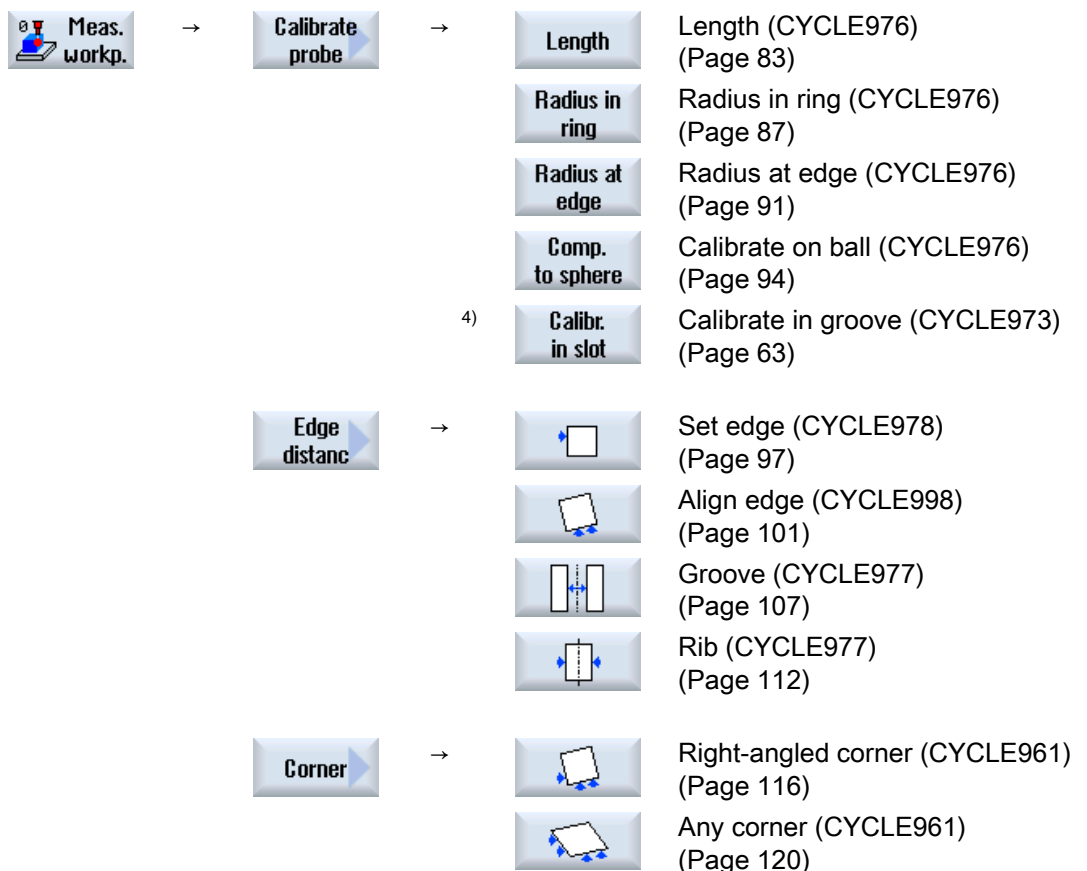 Meas. workp. → Calibrate probe → Length Length (CYCLE976)
(Page 83)
Radius in ring Radius in ring (CYCLE976)
(Page 87)
Radius at edge Radius at edge (CYCLE976)
(Page 91)
Comp. to sphere Calibrate on ball (CYCLE976)
(Page 94)
4) Calibr. in slot Calibrate in groove (CYCLE973)
(Page 63)
Edge distanc → Set edge (CYCLE978)
(Page 97)
Align edge (CYCLE998)
(Page 101)
Groove (CYCLE977)
(Page 107)
Rib (CYCLE977)
(Page 112)
Corner → Right-angled corner (CYCLE961)
(Page 116)
Any corner (CYCLE961)
(Page 120)